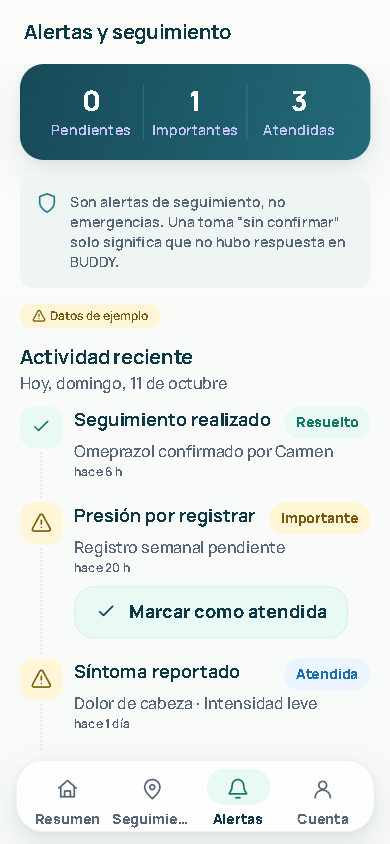 Alertas y seguimiento
0 1 3
Pendientes Importantes Atendidas
Son alertas de seguimiento, no
emergencias. Una toma “sin confirmar”
solo significa que no hubo respuesta en
BUDDY.
Datos de ejemplo
Actividad reciente
Hoy, domingo, 11 de octubre
Seguimiento realizado Resuelto
Omeprazol confirmado por Carmen
hace 6 h
Presión por registrar Importante
Registro semanal pendiente
hace 20 h
Marcar como atendida
Síntoma reportado Atendida
Dolor de cabeza · Intensidad leve
hace 1 día
Resumen Seguimie... Alertas Cuenta